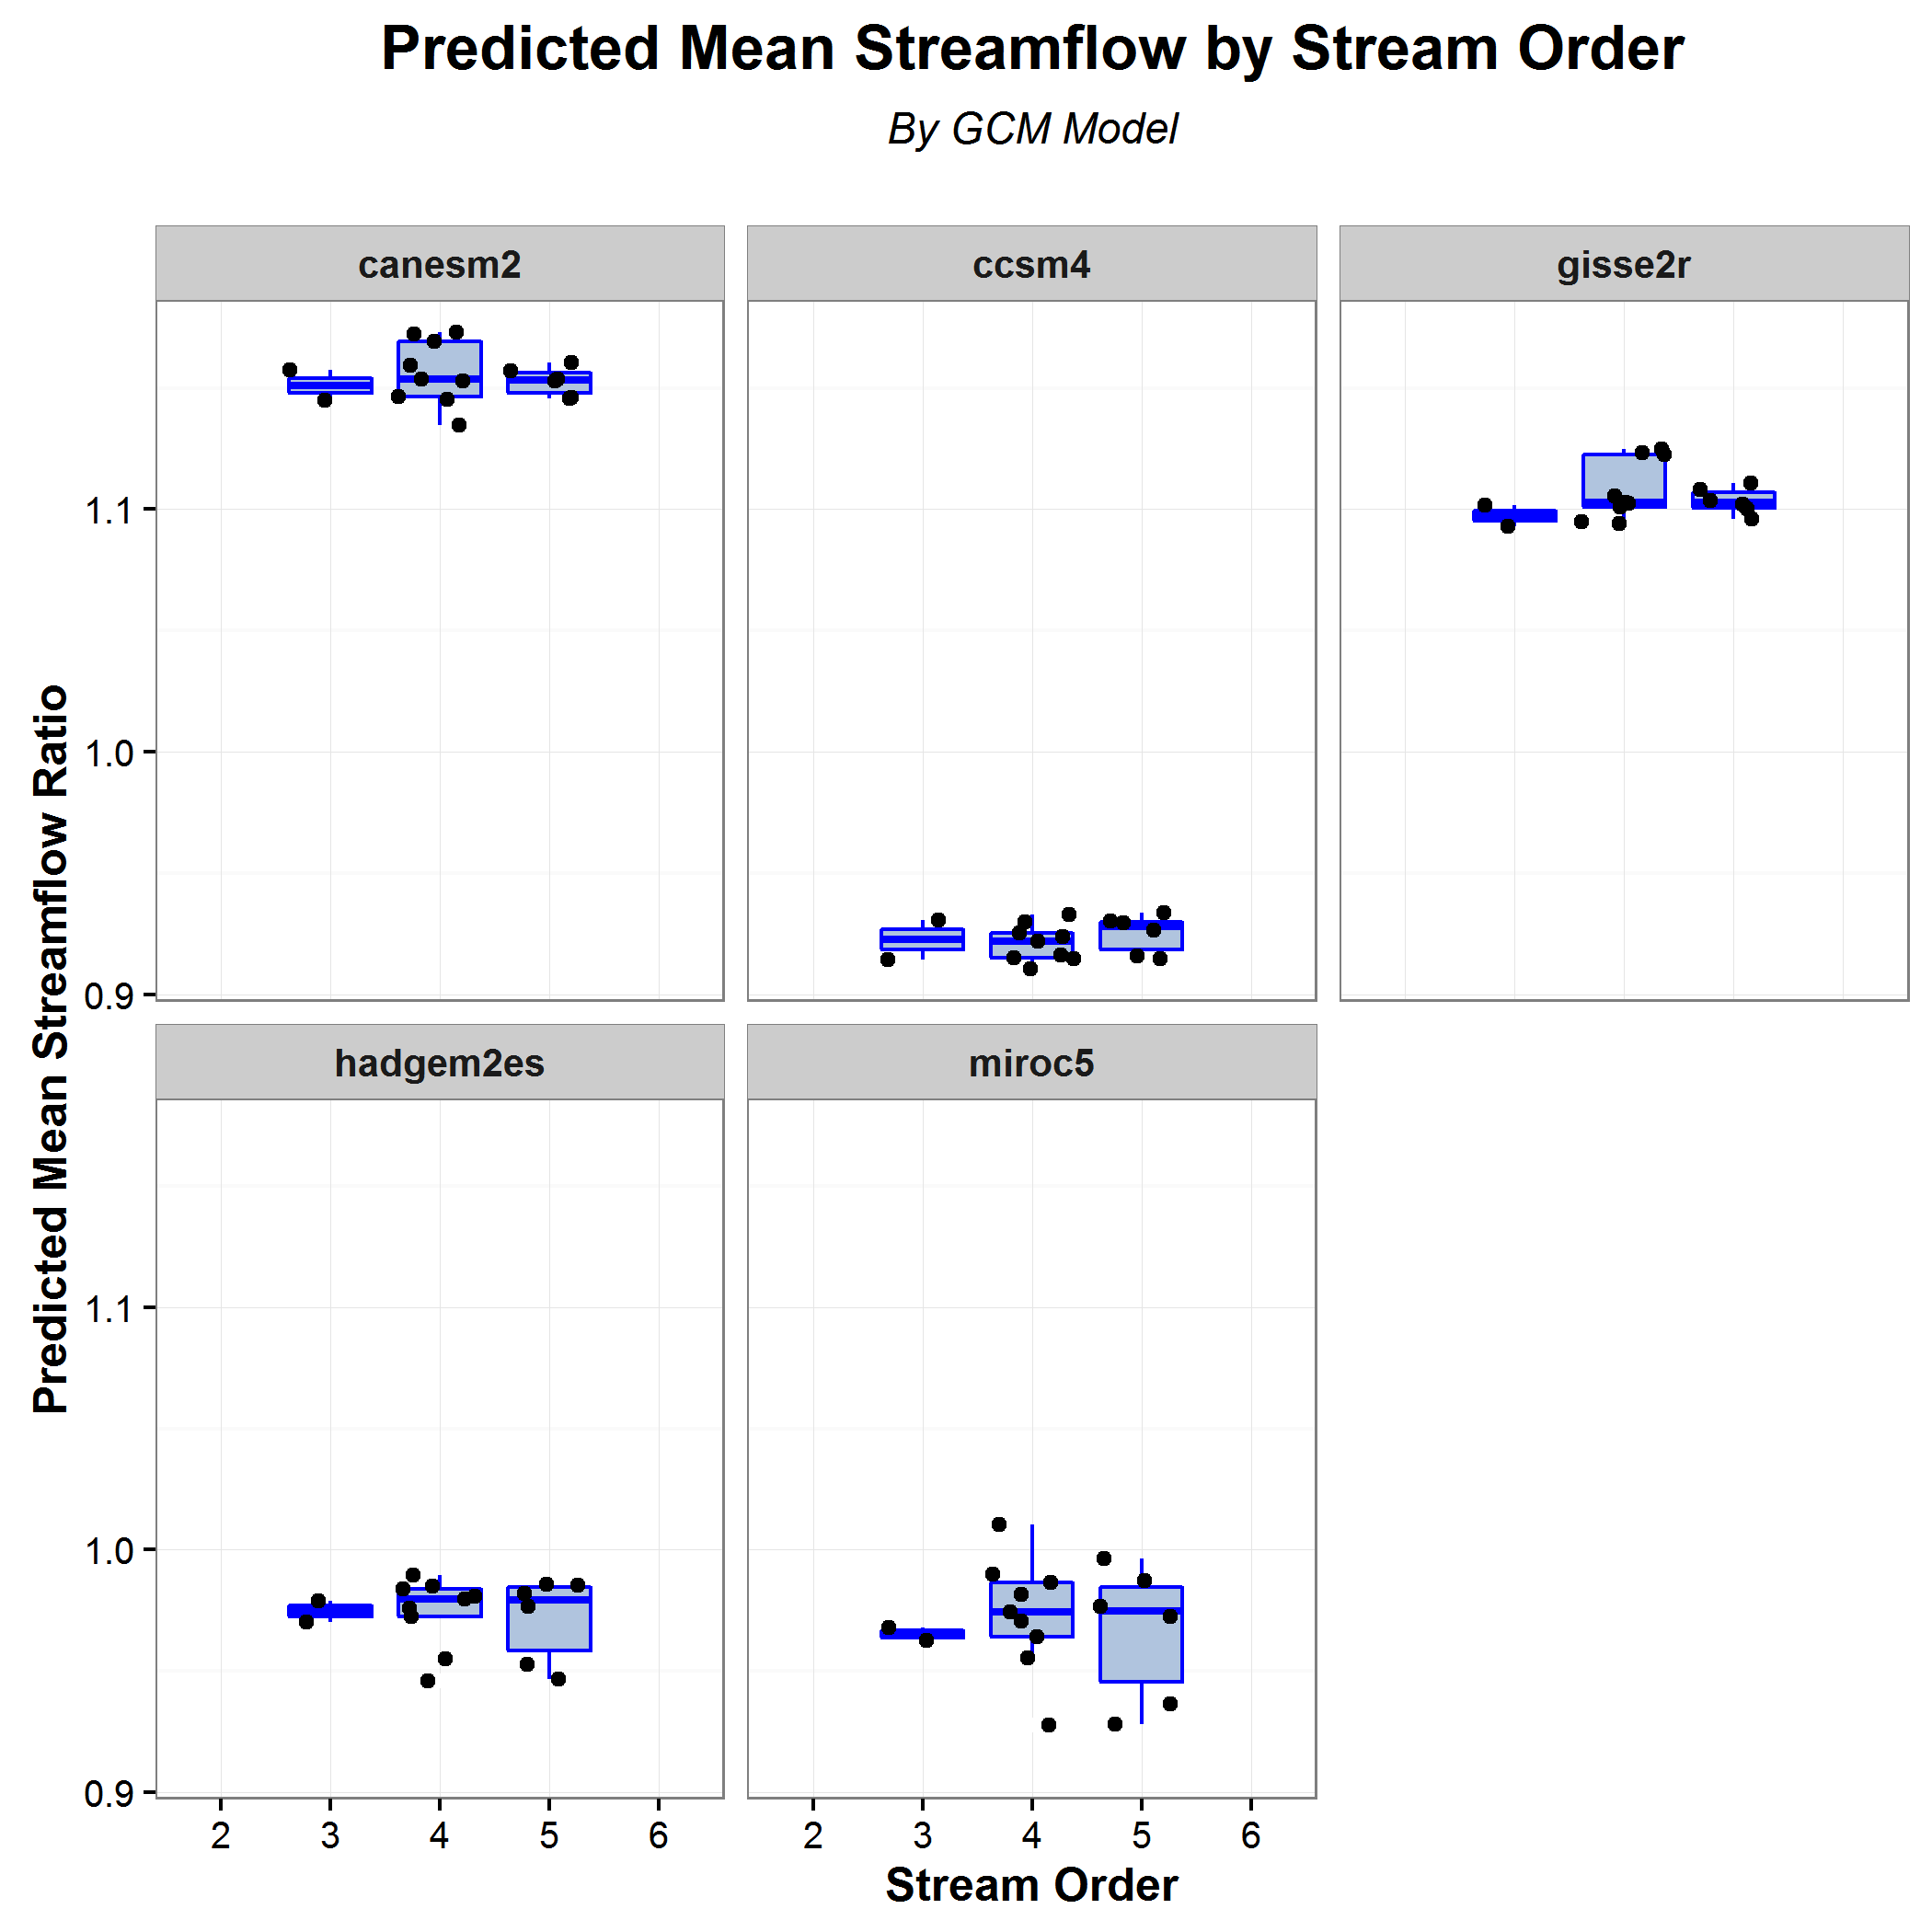 Predicted Mean Streamflow by Stream Order
By GCM Model
canesm2
ccsm4
gisse2r
1.1
1.0
0.9
hadgem2es
miroc5
1.1
1.0
0.9
2 3 4 5 6
2 3 4 5 6
Stream Order
Predicted Mean Streamflow Ratio